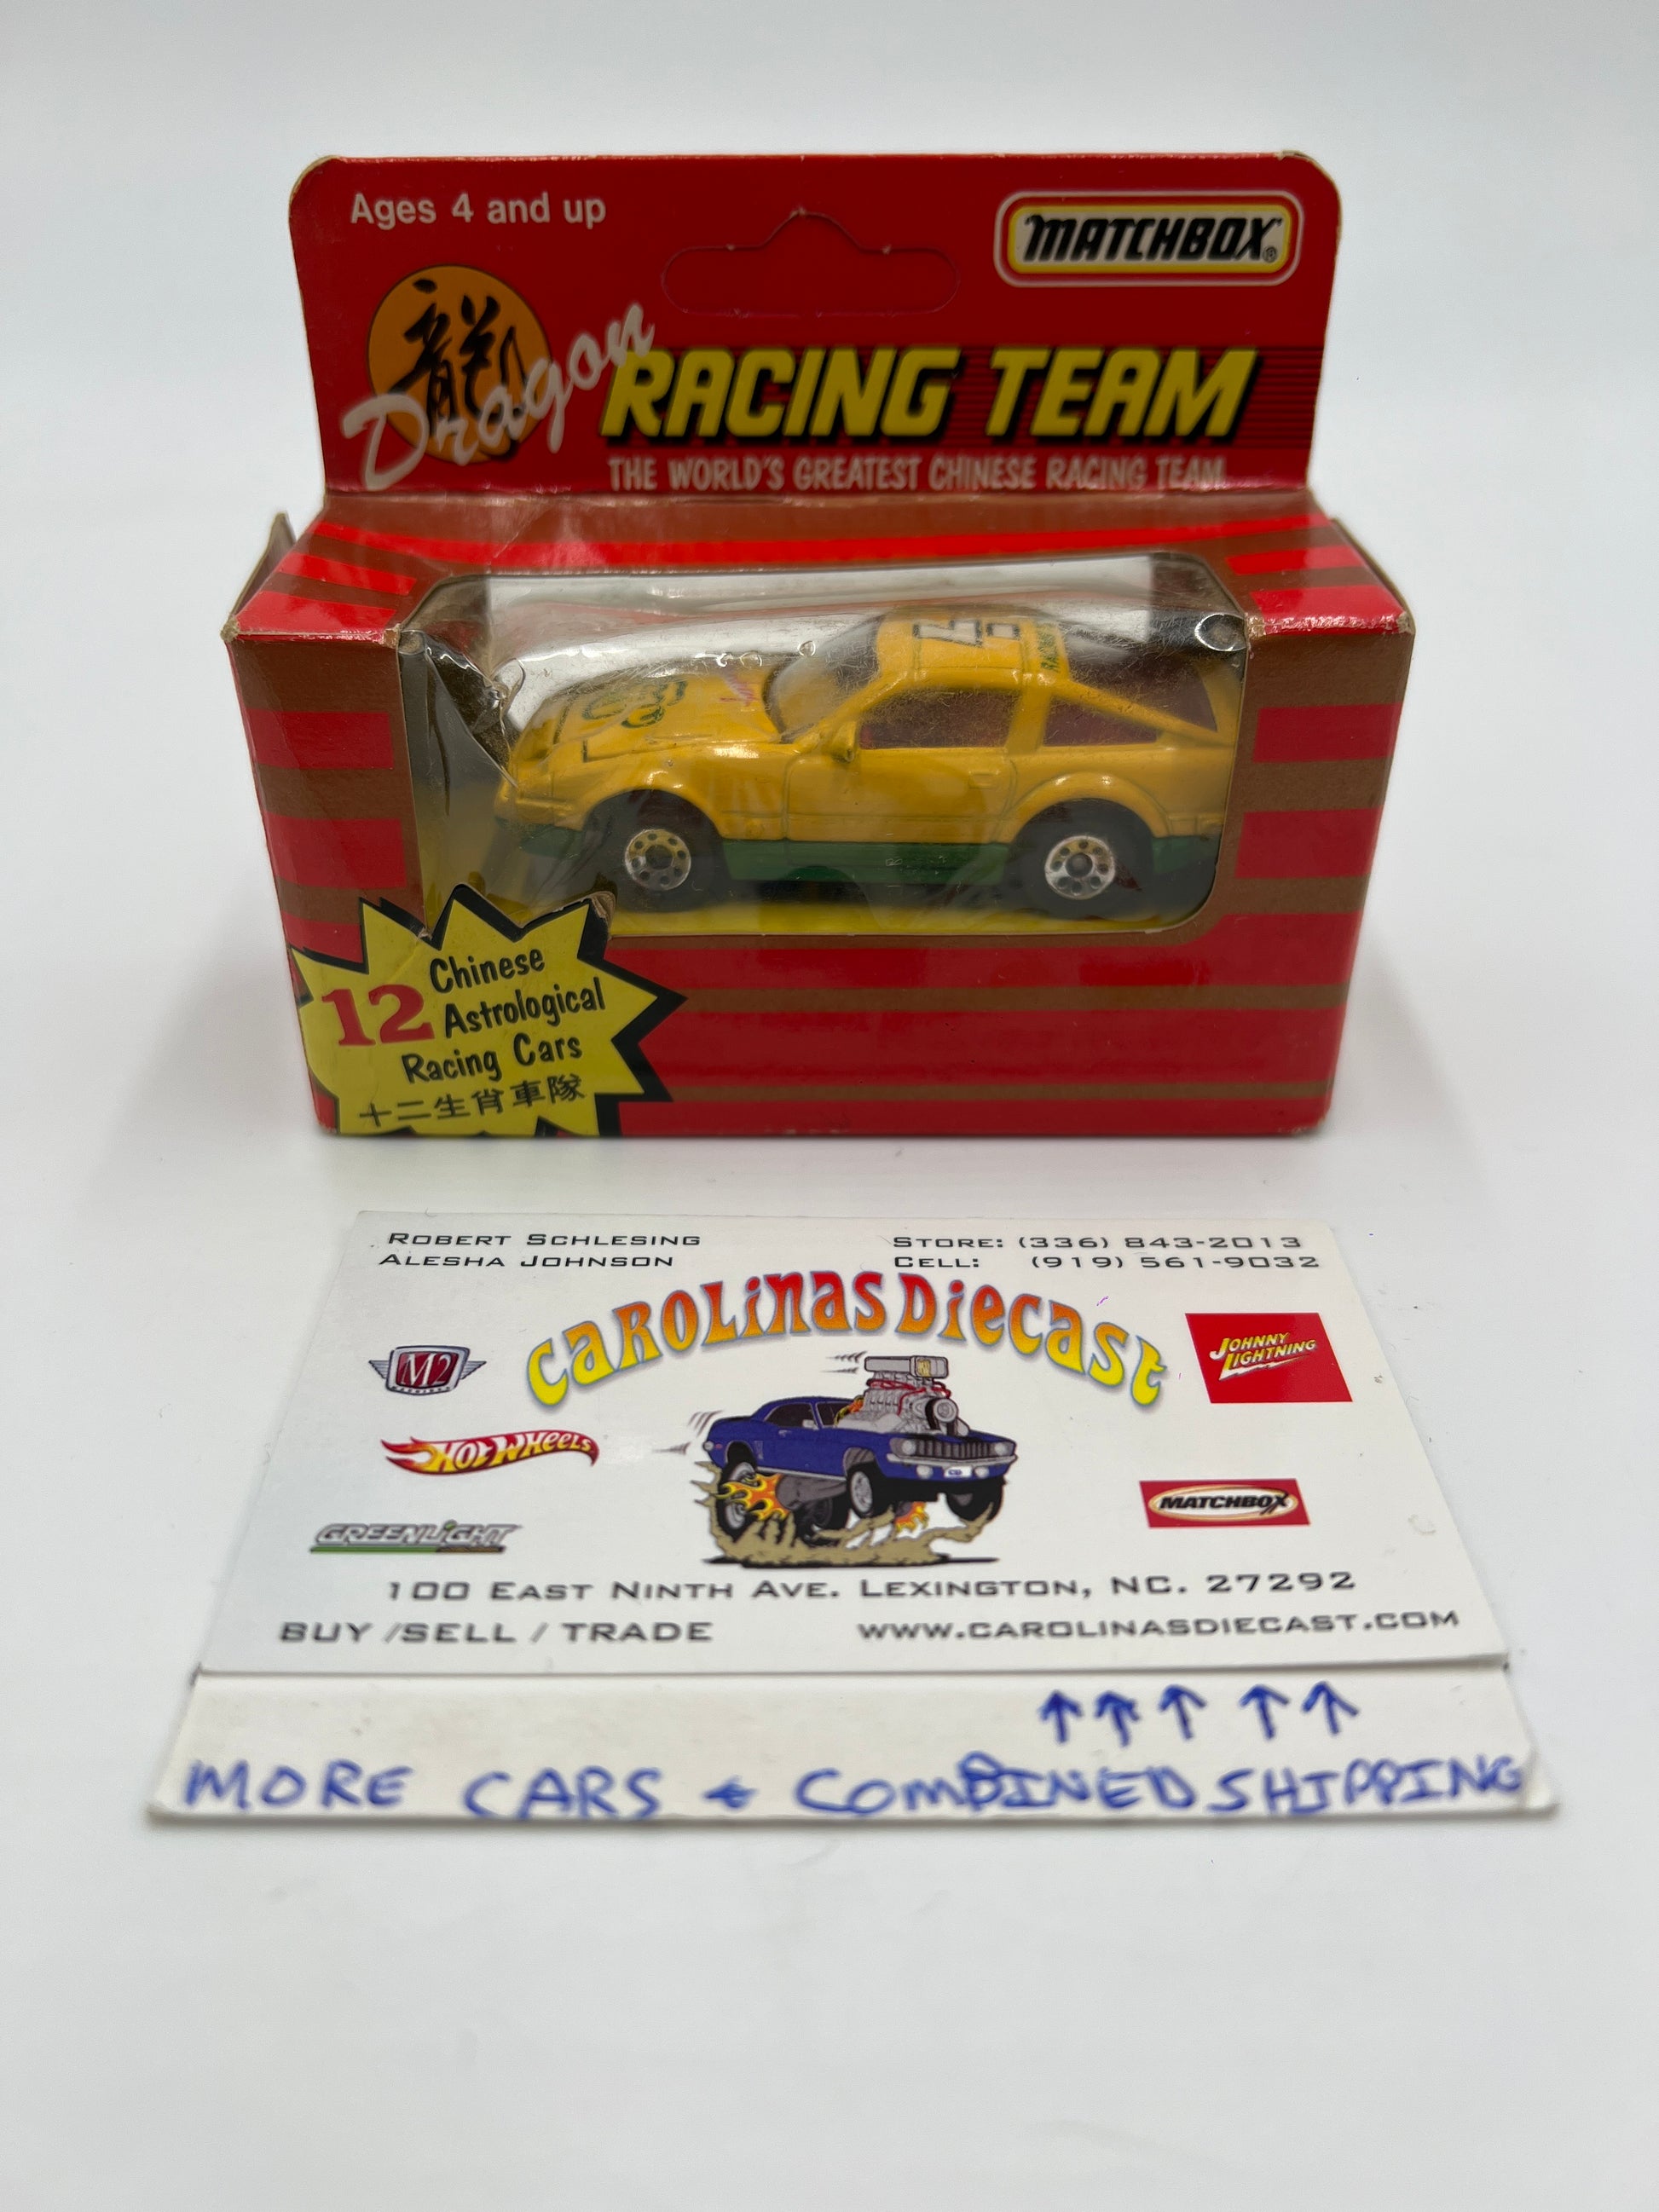 Ages 4 and up
MATCHBOX®
龍
Dragon
RACING TEAM
THE WORLD'S GREATEST CHINESE RACING TEAM
12 Chinese
Astrological
Racing Cars
十二生肖車隊
ROBERT SCHLESING
ALESHA JOHNSON
STORE: (336) 843-2013
CELL: (919) 561-9032
CAROLINAS DIECAST
M2
JOHNNY
LIGHTNING
HOT WHEELS
MATCHBOX
GREENLIGHT
100 EAST NINTH AVE. LEXINGTON, NC. 27292
BUY /SELL / TRADE
WWW.CAROLINASDIECAST.COM
↑↑↑ ↑↑
MORE CARS & COMBINED SHIPPING